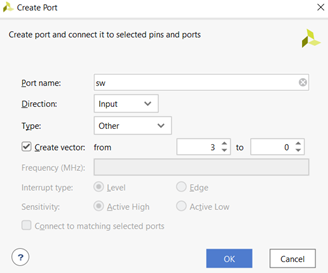 Create Port
Create port and connect it to selected pins and ports
Port name: sw
Direction: Input
Type: Other
Create vector: from 3 to 0
Frequency (MHz):
Interrupt type: Level Edge
Sensitivity: Active High Active Low
Connect to matching selected ports
? OK Cancel